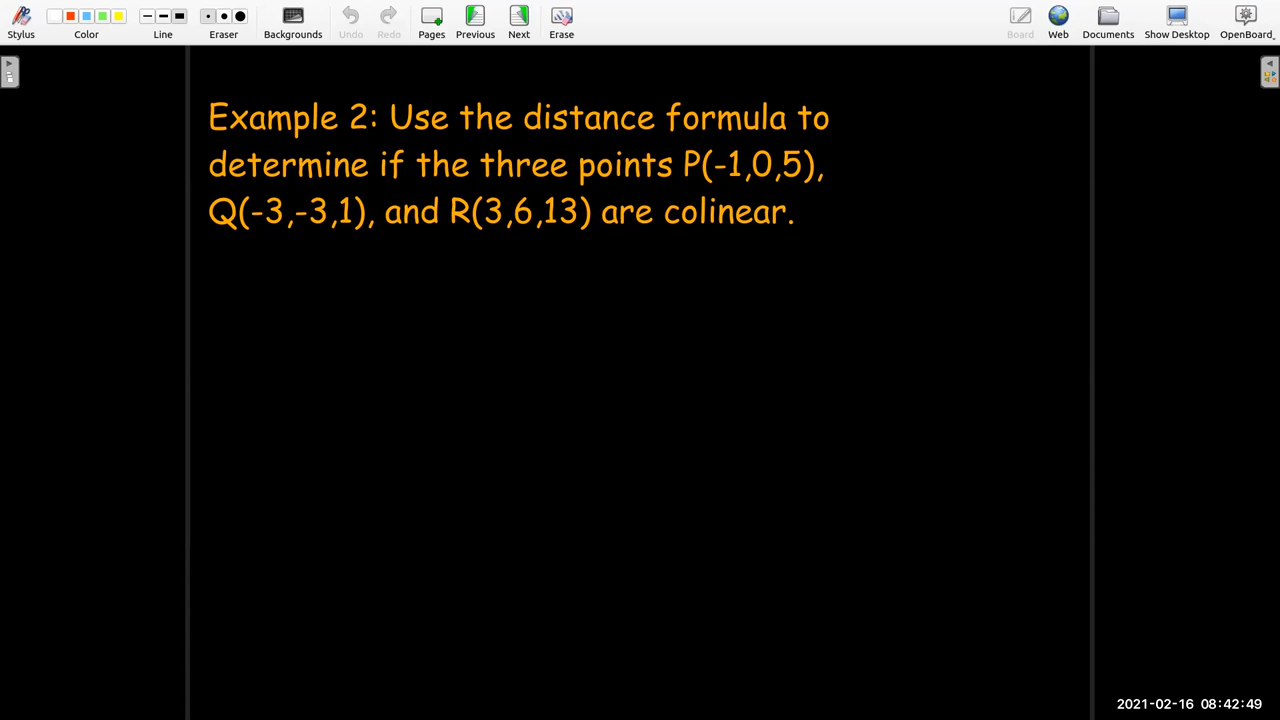 Stylus Color Line Eraser Backgrounds Undo Redo Pages Previous Next Erase Board Web Documents Show Desktop OpenBoard
Example 2: Use the distance formula to
determine if the three points P(-1,0,5),
Q(-3,-3,1), and R(3,6,13) are colinear.
2021-02-16 08:42:49